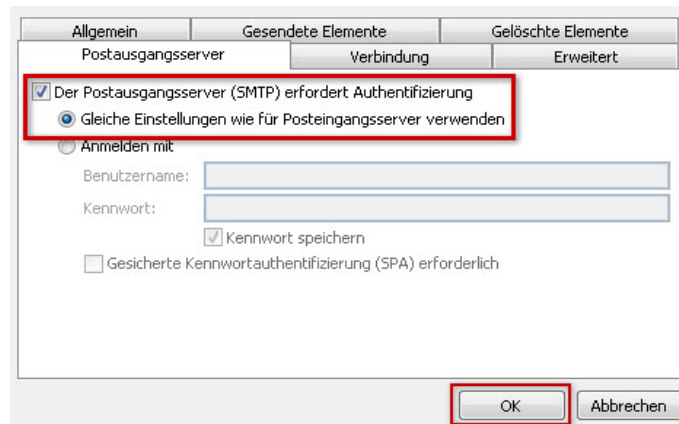 Allgemein Gesendete Elemente Gelöschte Elemente
Postausgangsserver Verbindung Erweitert
Der Postausgangsserver (SMTP) erfordert Authentifizierung
Gleiche Einstellungen wie für Posteingangsserver verwenden
Anmelden mit
Benutzername:
Kennwort:
Kennwort speichern
Gesicherte Kennwortauthentifizierung (SPA) erforderlich
OK Abbrechen